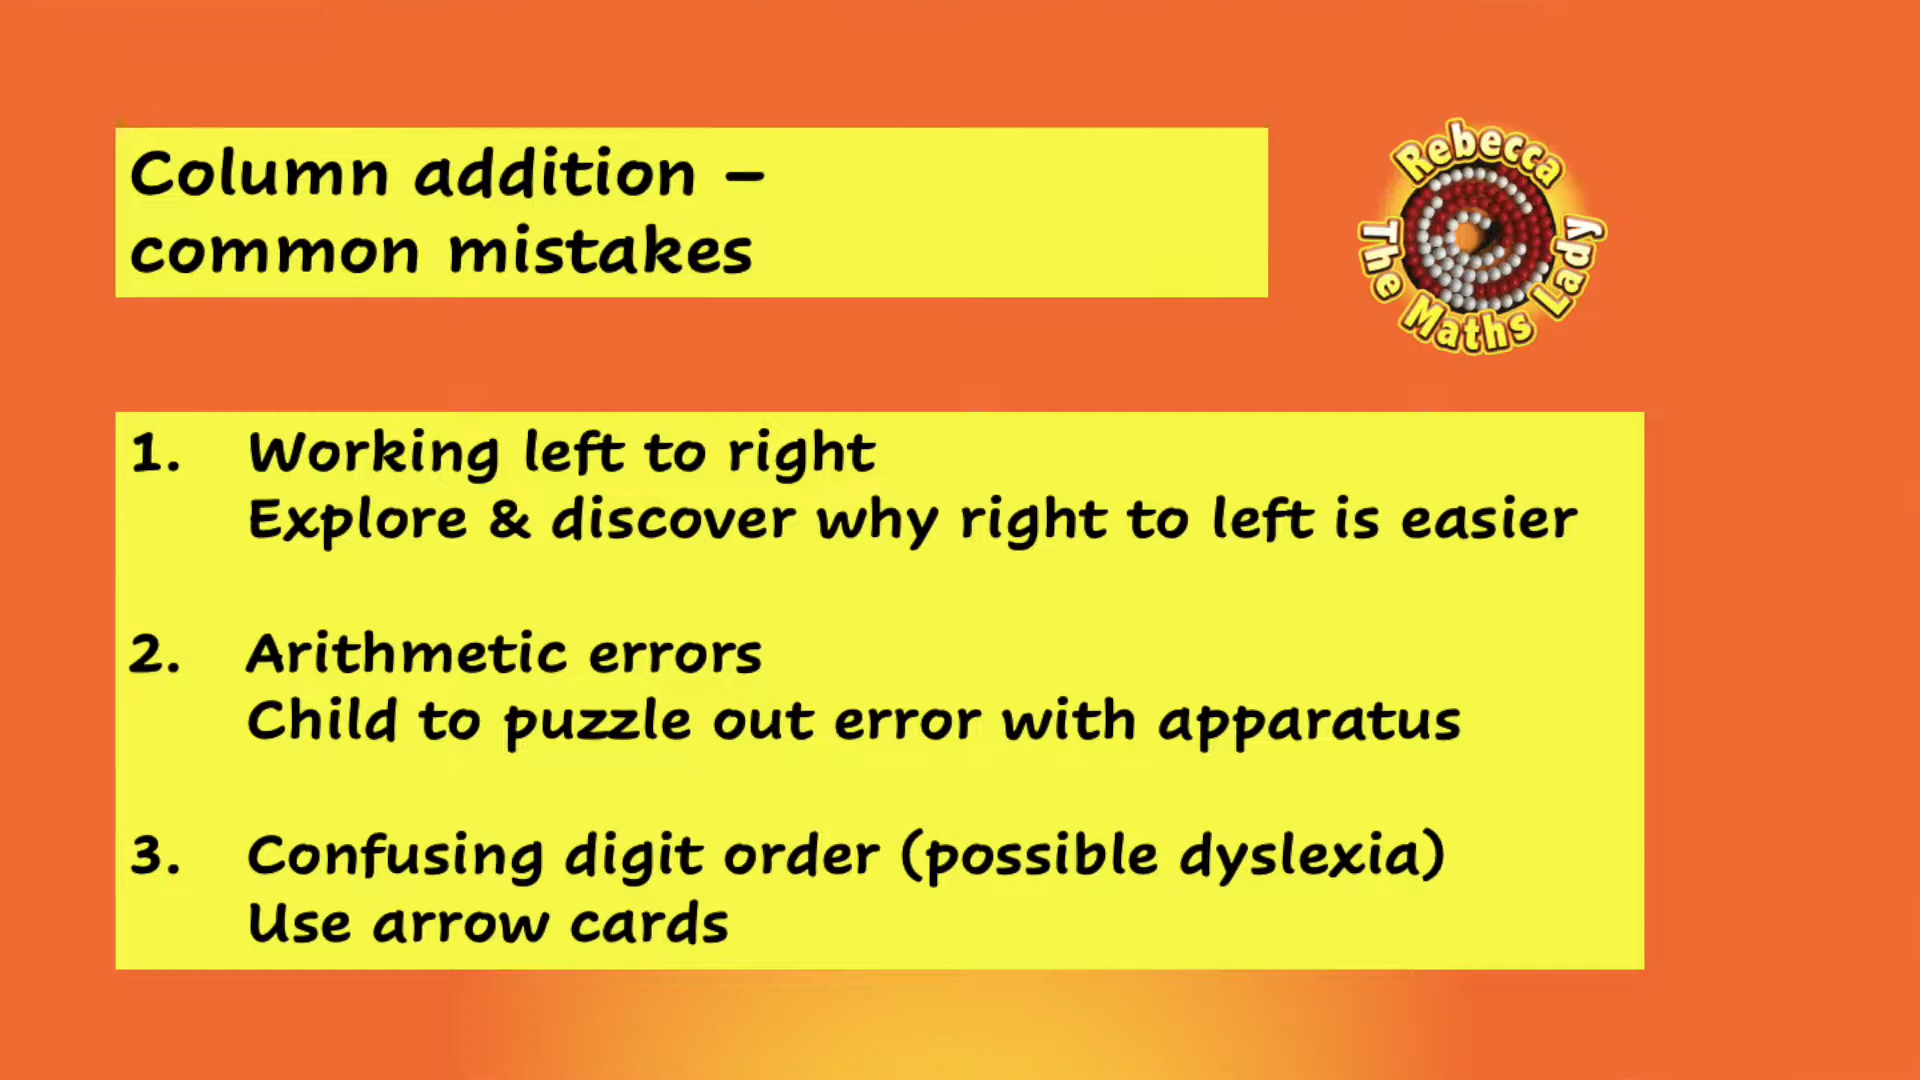 Column addition –
common mistakes
Rebecca
The Maths Lady
1. Working left to right
Explore & discover why right to left is easier
2. Arithmetic errors
Child to puzzle out error with apparatus
3. Confusing digit order (possible dyslexia)
Use arrow cards